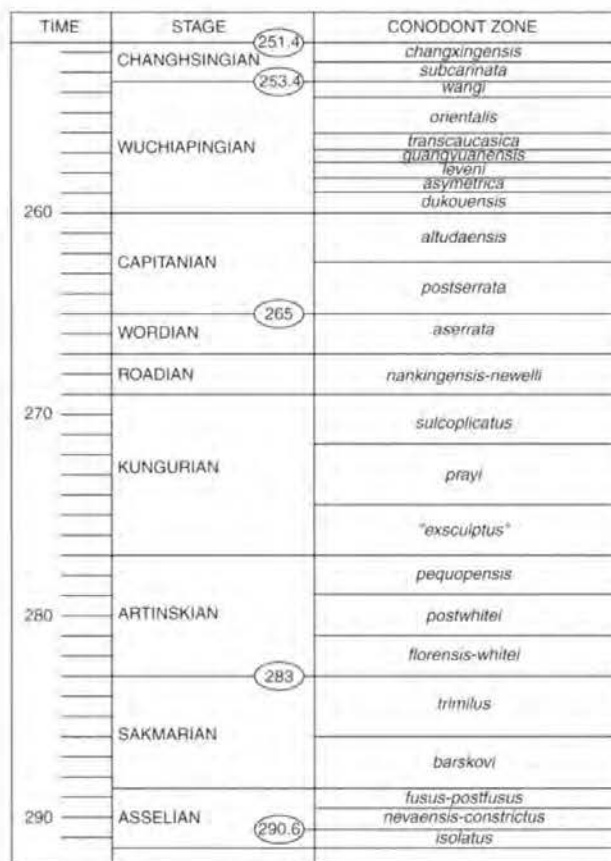 TIME STAGE CONODONT ZONE
251.4
changxingensis
CHANGHSINGIAN
subcarinata
253.4
wangi
orientalis
transcaucasica
WUCHIAPINGIAN
guangyuanensis
leveni
asymetrica
dukouensis
260
altudaensis
CAPITANIAN
postserrata
265
WORDIAN aserrata
ROADIAN nankingensis-newelli
270
sulcoplicatus
KUNGURIAN prayi
"exsculptus"
pequopensis
280 ARTINSKIAN postwhitei
florensis-whitei
283
trimilus
SAKMARIAN
barskovi
fusus-postfusus
290 ASSELIAN nevaensis-constrictus
290.6
isolatus